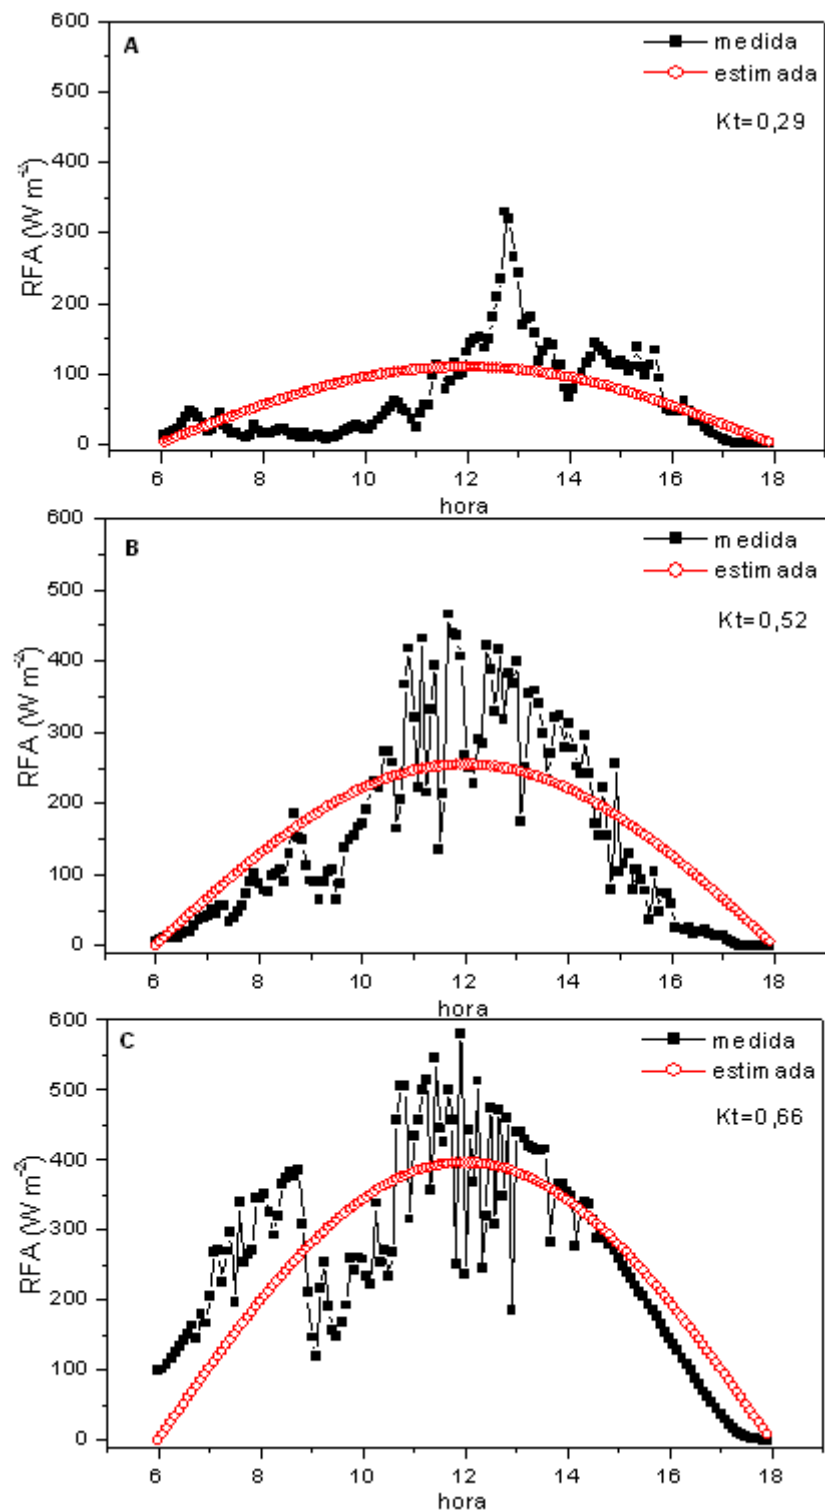 A
medida
estimada
Kt=0,29
RFA (W m-2)
600
500
400
300
200
100
0
6 8 10 12 14 16 18
hora
B
medida
estimada
Kt=0,52
RFA (W m-2)
600
500
400
300
200
100
0
6 8 10 12 14 16 18
hora
C
medida
estimada
Kt=0,66
RFA (W m-2)
600
500
400
300
200
100
0
6 8 10 12 14 16 18
hora